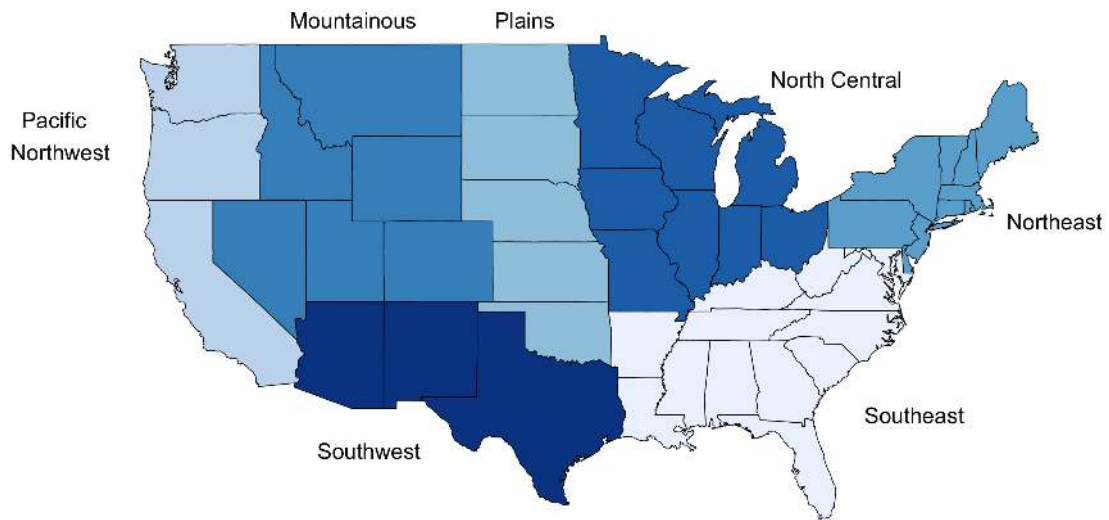 Mountainous
Plains
North Central
Pacific
Northwest
Northeast
Southeast
Southwest